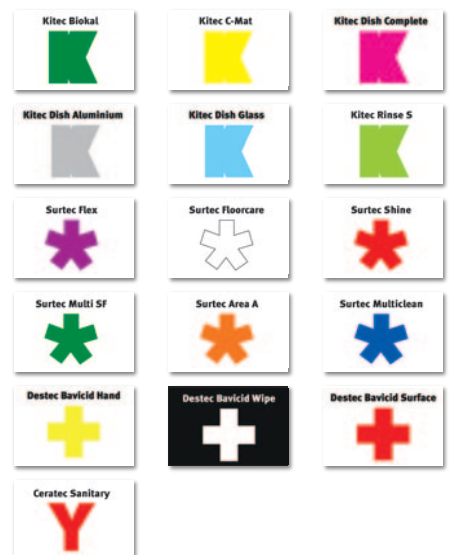 Kitec Biokal
Kitec C-Mat
Kitec Dish Complete
K
K
K
Kitec Dish Aluminium
Kitec Dish Glass
Kitec Rinse S
K
K
K
Surtec Flex
Surtec Floorcare
Surtec Shine
Surtec Multi SF
Surtec Area A
Surtec Multiclean
Destec Bavicid Hand
Destec Bavicid Wipe
Destec Bavicid Surface
Ceratec Sanitary
Y